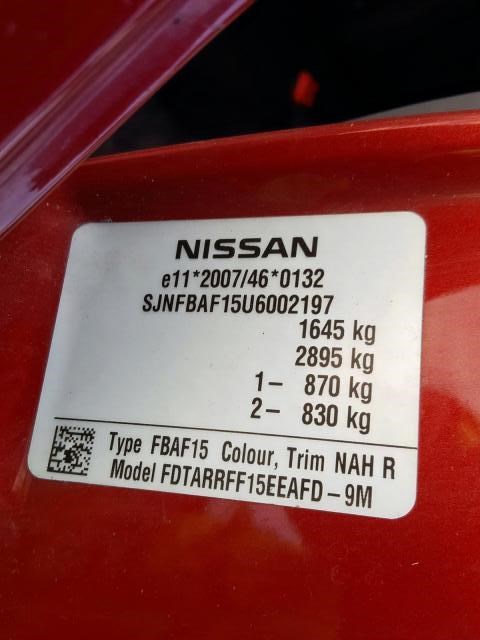 NISSAN
e11*2007/46*0132
SJNFBAF15U6002197
1645 kg
2895 kg
1- 870 kg
2- 830 kg
Type FBAF15 Colour, Trim NAH R
Model FDTARRFF15EEAFD-9M